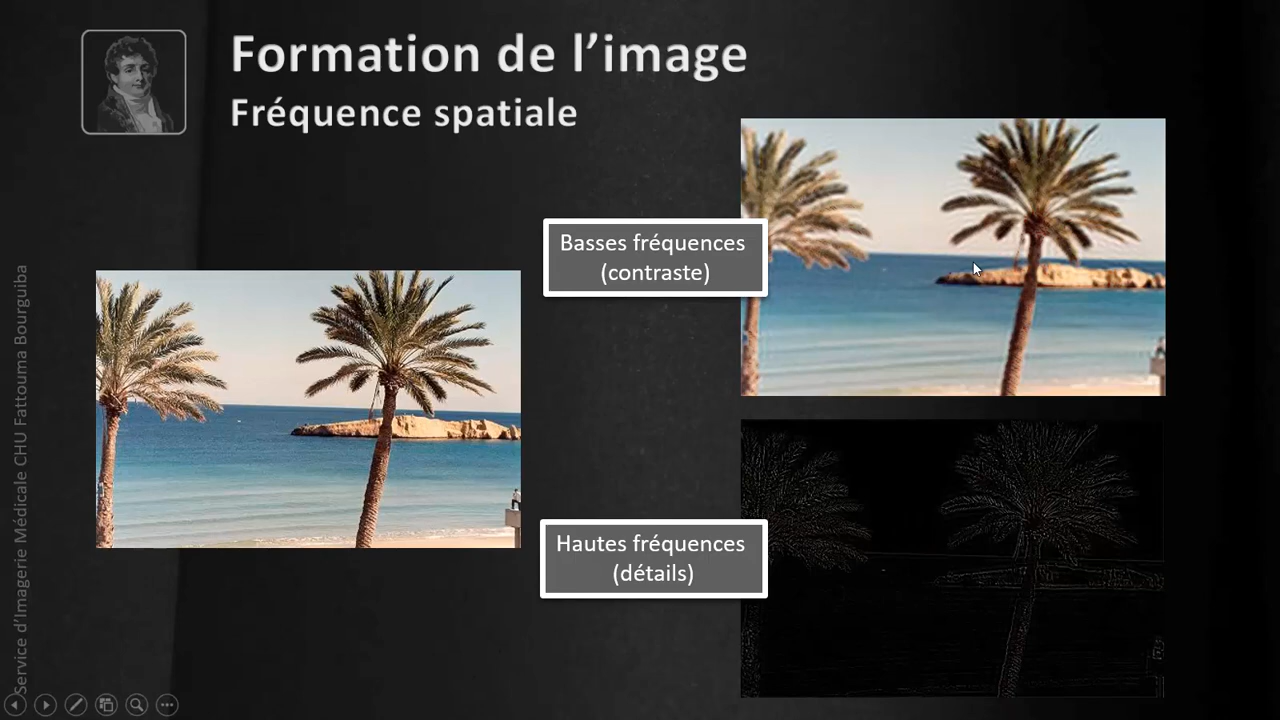 Formation de l’image
Fréquence spatiale
Basses fréquences
(contraste)
Hautes fréquences
(détails)
Service d’Imagerie Médicale CHU Fattouma Bourguiba